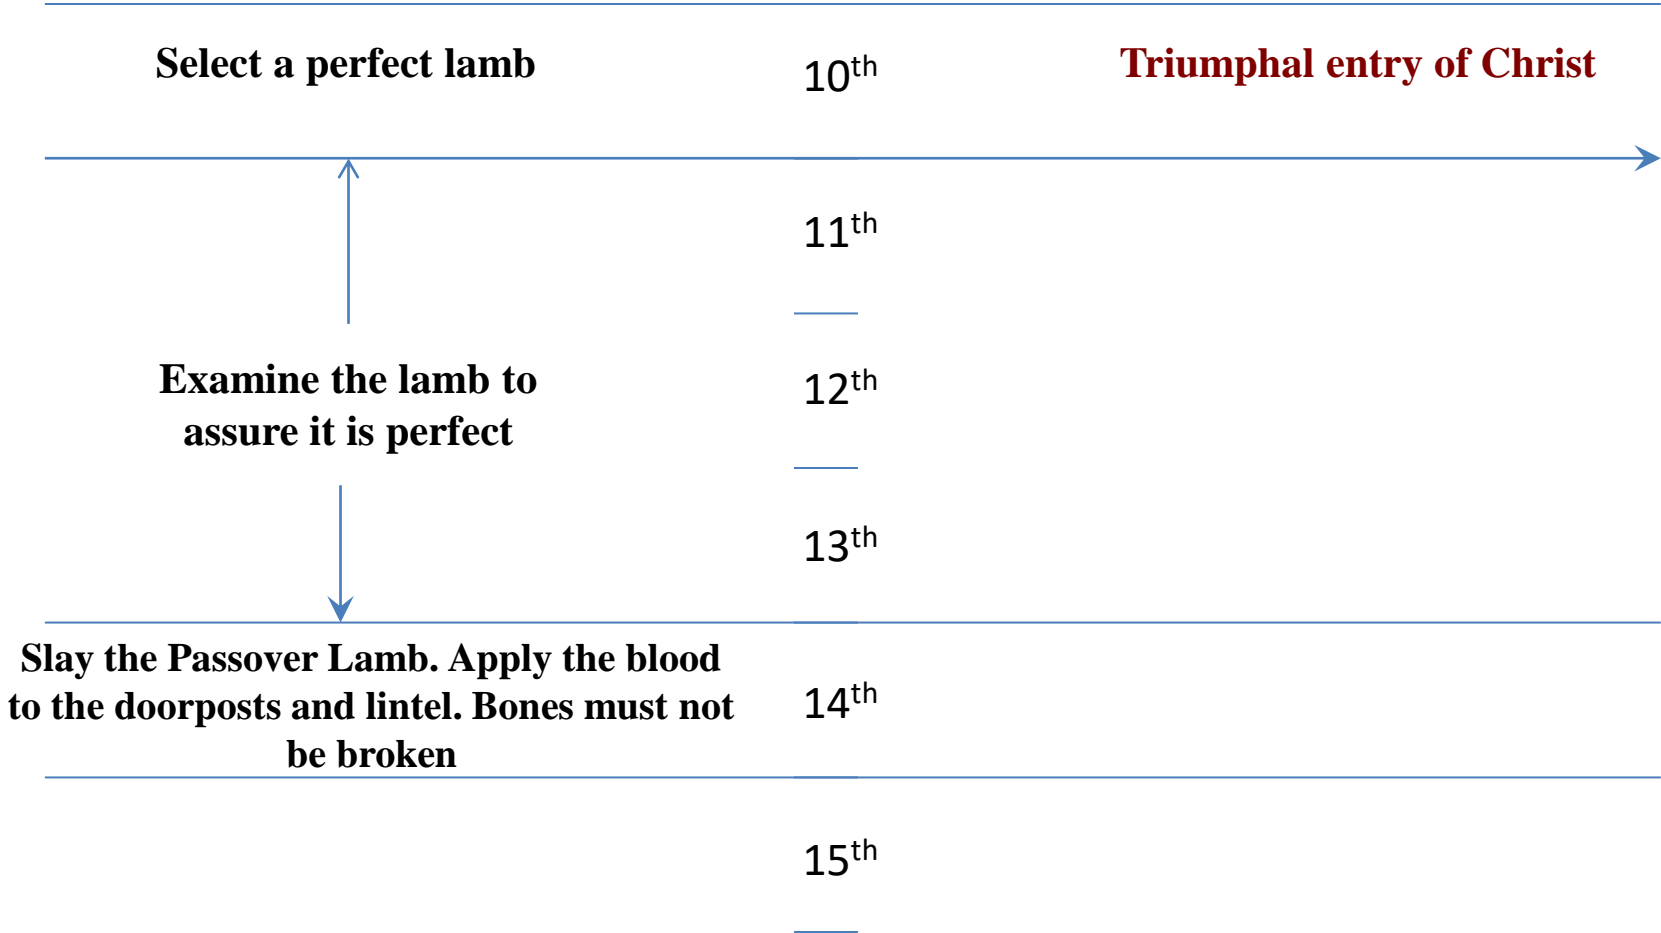 Select a perfect lamb
10th
Triumphal entry of Christ
11th
Examine the lamb to
assure it is perfect
12th
13th
Slay the Passover Lamb. Apply the blood
to the doorposts and lintel. Bones must not
be broken
14th
15th